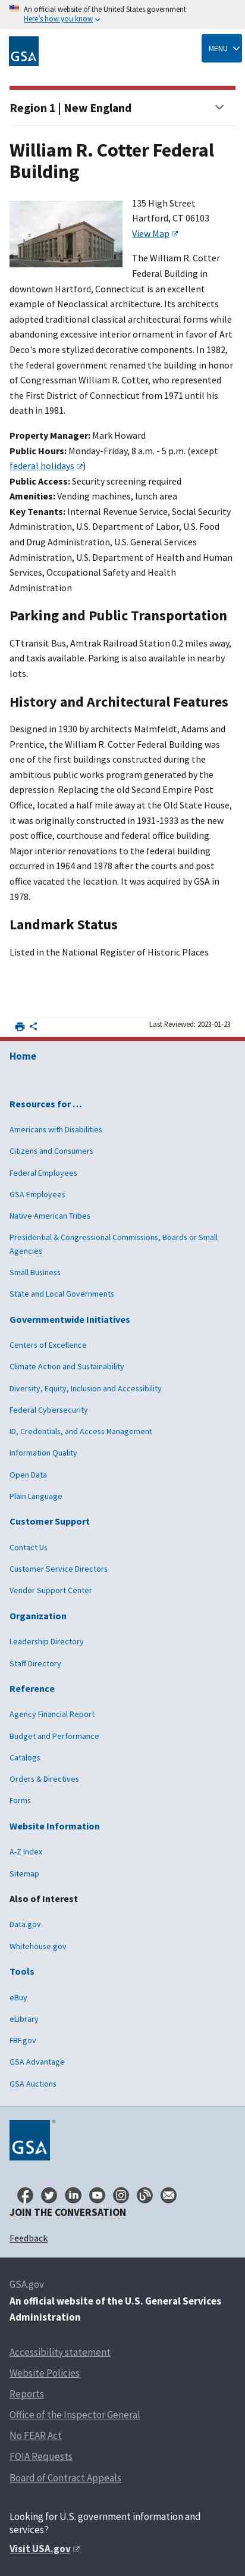 An official website of the United States government
Here's how you know
GSA
MENU
Region 1 | New England
William R. Cotter Federal
Building
135 High Street
Hartford, CT 06103
View Map
The William R. Cotter
Federal Building in
downtown Hartford, Connecticut is an excellent
example of Neoclassical architecture. Its architects
added traditional classical symmetry and order while
abandoning excessive interior ornament in favor of Art
Deco's more stylized decorative components. In 1982,
the federal government renamed the building in honor
of Congressman William R. Cotter, who represented
the First District of Connecticut from 1971 until his
death in 1981.
Property Manager: Mark Howard
Public Hours: Monday-Friday, 8 a.m. - 5 p.m. (except
federal holidays)
Public Access: Security screening required
Amenities: Vending machines, lunch area
Key Tenants: Internal Revenue Service, Social Security
Administration, U.S. Department of Labor, U.S. Food
and Drug Administration, U.S. General Services
Administration, U.S. Department of Health and Human
Services, Occupational Safety and Health
Administration
Parking and Public Transportation
CTtransit Bus, Amtrak Railroad Station 0.2 miles away,
and taxis available. Parking is also available in nearby
lots.
History and Architectural Features
Designed in 1930 by architects Malmfeldt, Adams and
Prentice, the William R. Cotter Federal Building was
one of hundreds of buildings constructed during the
ambitious public works program generated by the
depression. Replacing the old Second Empire Post
Office, located a half mile away at the Old State House,
it was originally constructed in 1931-1933 as the new
post office, courthouse and federal office building.
Major interior renovations to the federal building
occurred in 1964 and 1978 after the courts and post
office vacated the location. It was acquired by GSA in
1978.
Landmark Status
Listed in the National Register of Historic Places
Last Reviewed: 2023-01-23
Home
Resources for …
Americans with Disabilities
Citizens and Consumers
Federal Employees
GSA Employees
Native American Tribes
Presidential & Congressional Commissions, Boards or Small
Agencies
Small Business
State and Local Governments
Governmentwide Initiatives
Centers of Excellence
Climate Action and Sustainability
Diversity, Equity, Inclusion and Accessibility
Federal Cybersecurity
ID, Credentials, and Access Management
Information Quality
Open Data
Plain Language
Customer Support
Contact Us
Customer Service Directors
Vendor Support Center
Organization
Leadership Directory
Staff Directory
Reference
Agency Financial Report
Budget and Performance
Catalogs
Orders & Directives
Forms
Website Information
A-Z Index
Sitemap
Also of Interest
Data.gov
Whitehouse.gov
Tools
eBuy
eLibrary
FBF.gov
GSA Advantage
GSA Auctions
GSA
JOIN THE CONVERSATION
Feedback
GSA.gov
An official website of the U.S. General Services
Administration
Accessibility statement
Website Policies
Reports
Office of the Inspector General
No FEAR Act
FOIA Requests
Board of Contract Appeals
Looking for U.S. government information and
services?
Visit USA.gov